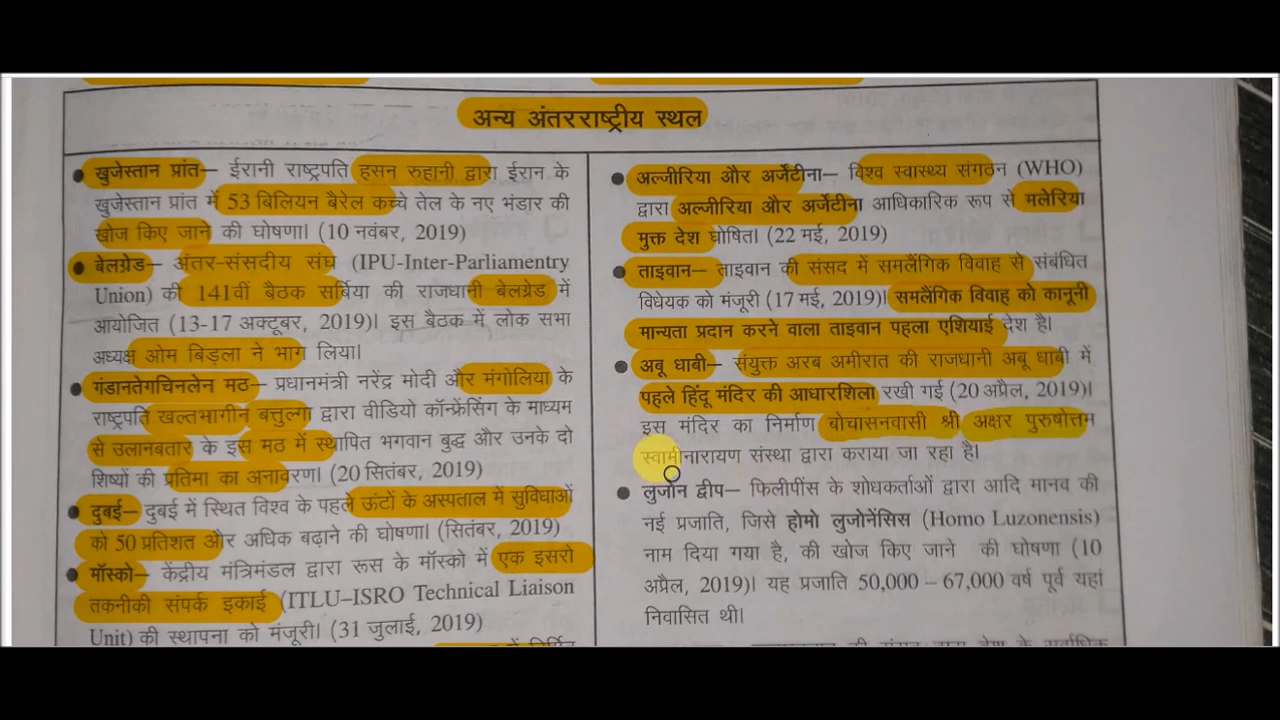 अन्य अंतरराष्ट्रीय स्थल
● खुजेस्तान प्रांत— ईरानी राष्ट्रपति हसन रुहानी द्वारा ईरान के
खुजेस्तान प्रांत में 53 बिलियन बैरेल कच्चे तेल के नए भंडार की
खोज किए जाने की घोषणा। (10 नवंबर, 2019)
● बेलग्रेड— अंतर-संसदीय संघ (IPU-Inter-Parliamentry
Union) की 141वीं बैठक सर्बिया की राजधानी बेलग्रेड में
आयोजित (13-17 अक्टूबर, 2019)। इस बैठक में लोक सभा
अध्यक्ष ओम बिड़ला ने भाग लिया।
● गंडानतेगचिनलेन मठ— प्रधानमंत्री नरेंद्र मोदी और मंगोलिया के
राष्ट्रपति खल्तभागीन बत्तुल्गा द्वारा वीडियो कॉन्फ्रेंसिंग के माध्यम
से उलानबतार के इस मठ में स्थापित भगवान बुद्ध और उनके दो
शिष्यों की प्रतिमा का अनावरण। (20 सितंबर, 2019)
● दुबई— दुबई में स्थित विश्व के पहले ऊंटों के अस्पताल में सुविधाओं
को 50 प्रतिशत और अधिक बढ़ाने की घोषणा। (सितंबर, 2019)
● मॉस्को— केंद्रीय मंत्रिमंडल द्वारा रूस के मॉस्को में एक इसरो
तकनीकी संपर्क इकाई (ITLU–ISRO Technical Liaison
Unit) की स्थापना को मंजूरी। (31 जुलाई, 2019)
● अल्जीरिया और अर्जेंटीना— विश्व स्वास्थ्य संगठन (WHO)
द्वारा अल्जीरिया और अर्जेंटीना आधिकारिक रूप से मलेरिया
मुक्त देश घोषित। (22 मई, 2019)
● ताइवान— ताइवान की संसद में समलैंगिक विवाह से संबंधित
विधेयक को मंजूरी (17 मई, 2019)। समलैंगिक विवाह को कानूनी
मान्यता प्रदान करने वाला ताइवान पहला एशियाई देश है।
● अबू धाबी— संयुक्त अरब अमीरात की राजधानी अबू धाबी में
पहले हिंदू मंदिर की आधारशिला रखी गई (20 अप्रैल, 2019)।
इस मंदिर का निर्माण बोचासनवासी श्री अक्षर पुरुषोत्तम
स्वामीनारायण संस्था द्वारा कराया जा रहा है।
● लुजोन द्वीप— फिलीपींस के शोधकर्ताओं द्वारा आदि मानव की
नई प्रजाति, जिसे होमो लुजोनेंसिस (Homo Luzonensis)
नाम दिया गया है, की खोज किए जाने की घोषणा (10
अप्रैल, 2019)। यह प्रजाति 50,000 – 67,000 वर्ष पूर्व यहां
निवासित थी।